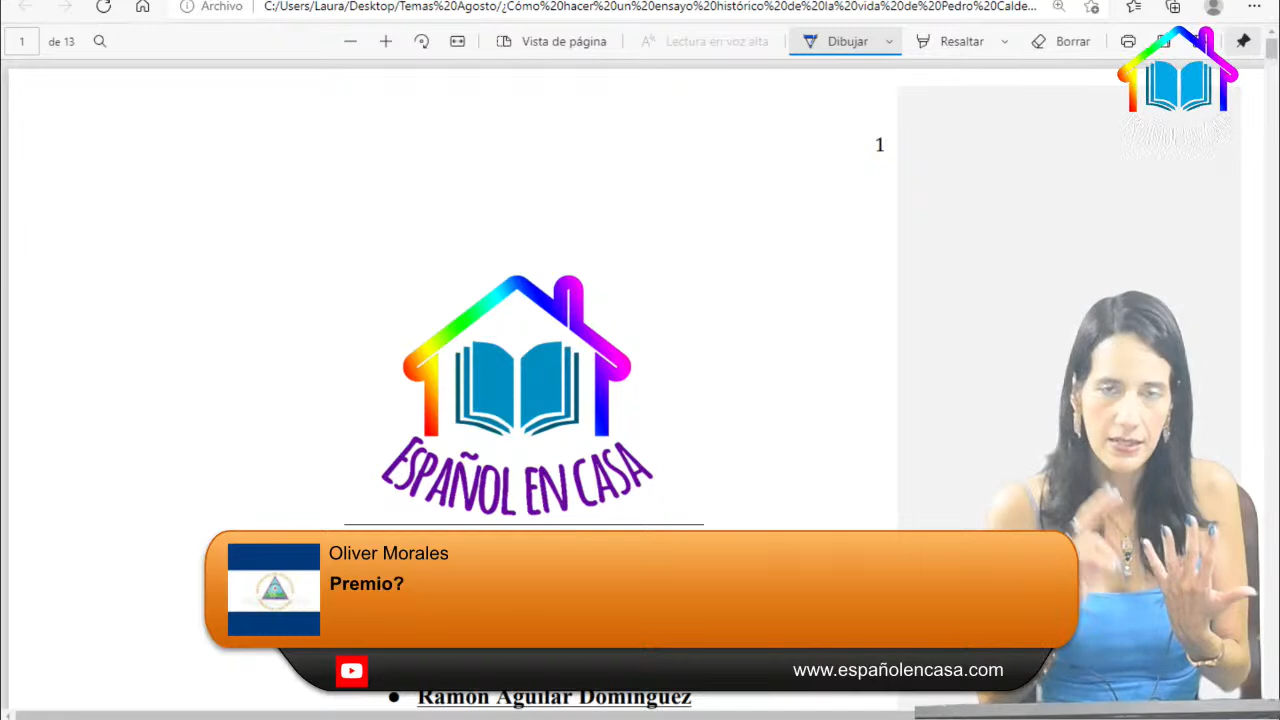 Archivo
C:/Users/Laura/Desktop/Temas%20Agosto/¿Cómo%20hacer%20un%20ensayo%20histórico%20de%20la%20vida%20de%20Pedro%20Calde...
1 de 13
Vista de página
Lectura en voz alta
Dibujar
Resaltar
Borrar
1
ESPAÑOL EN CASA
Oliver Morales
Premio?
www.españolencasa.com
Ramón Aguilar Domínguez